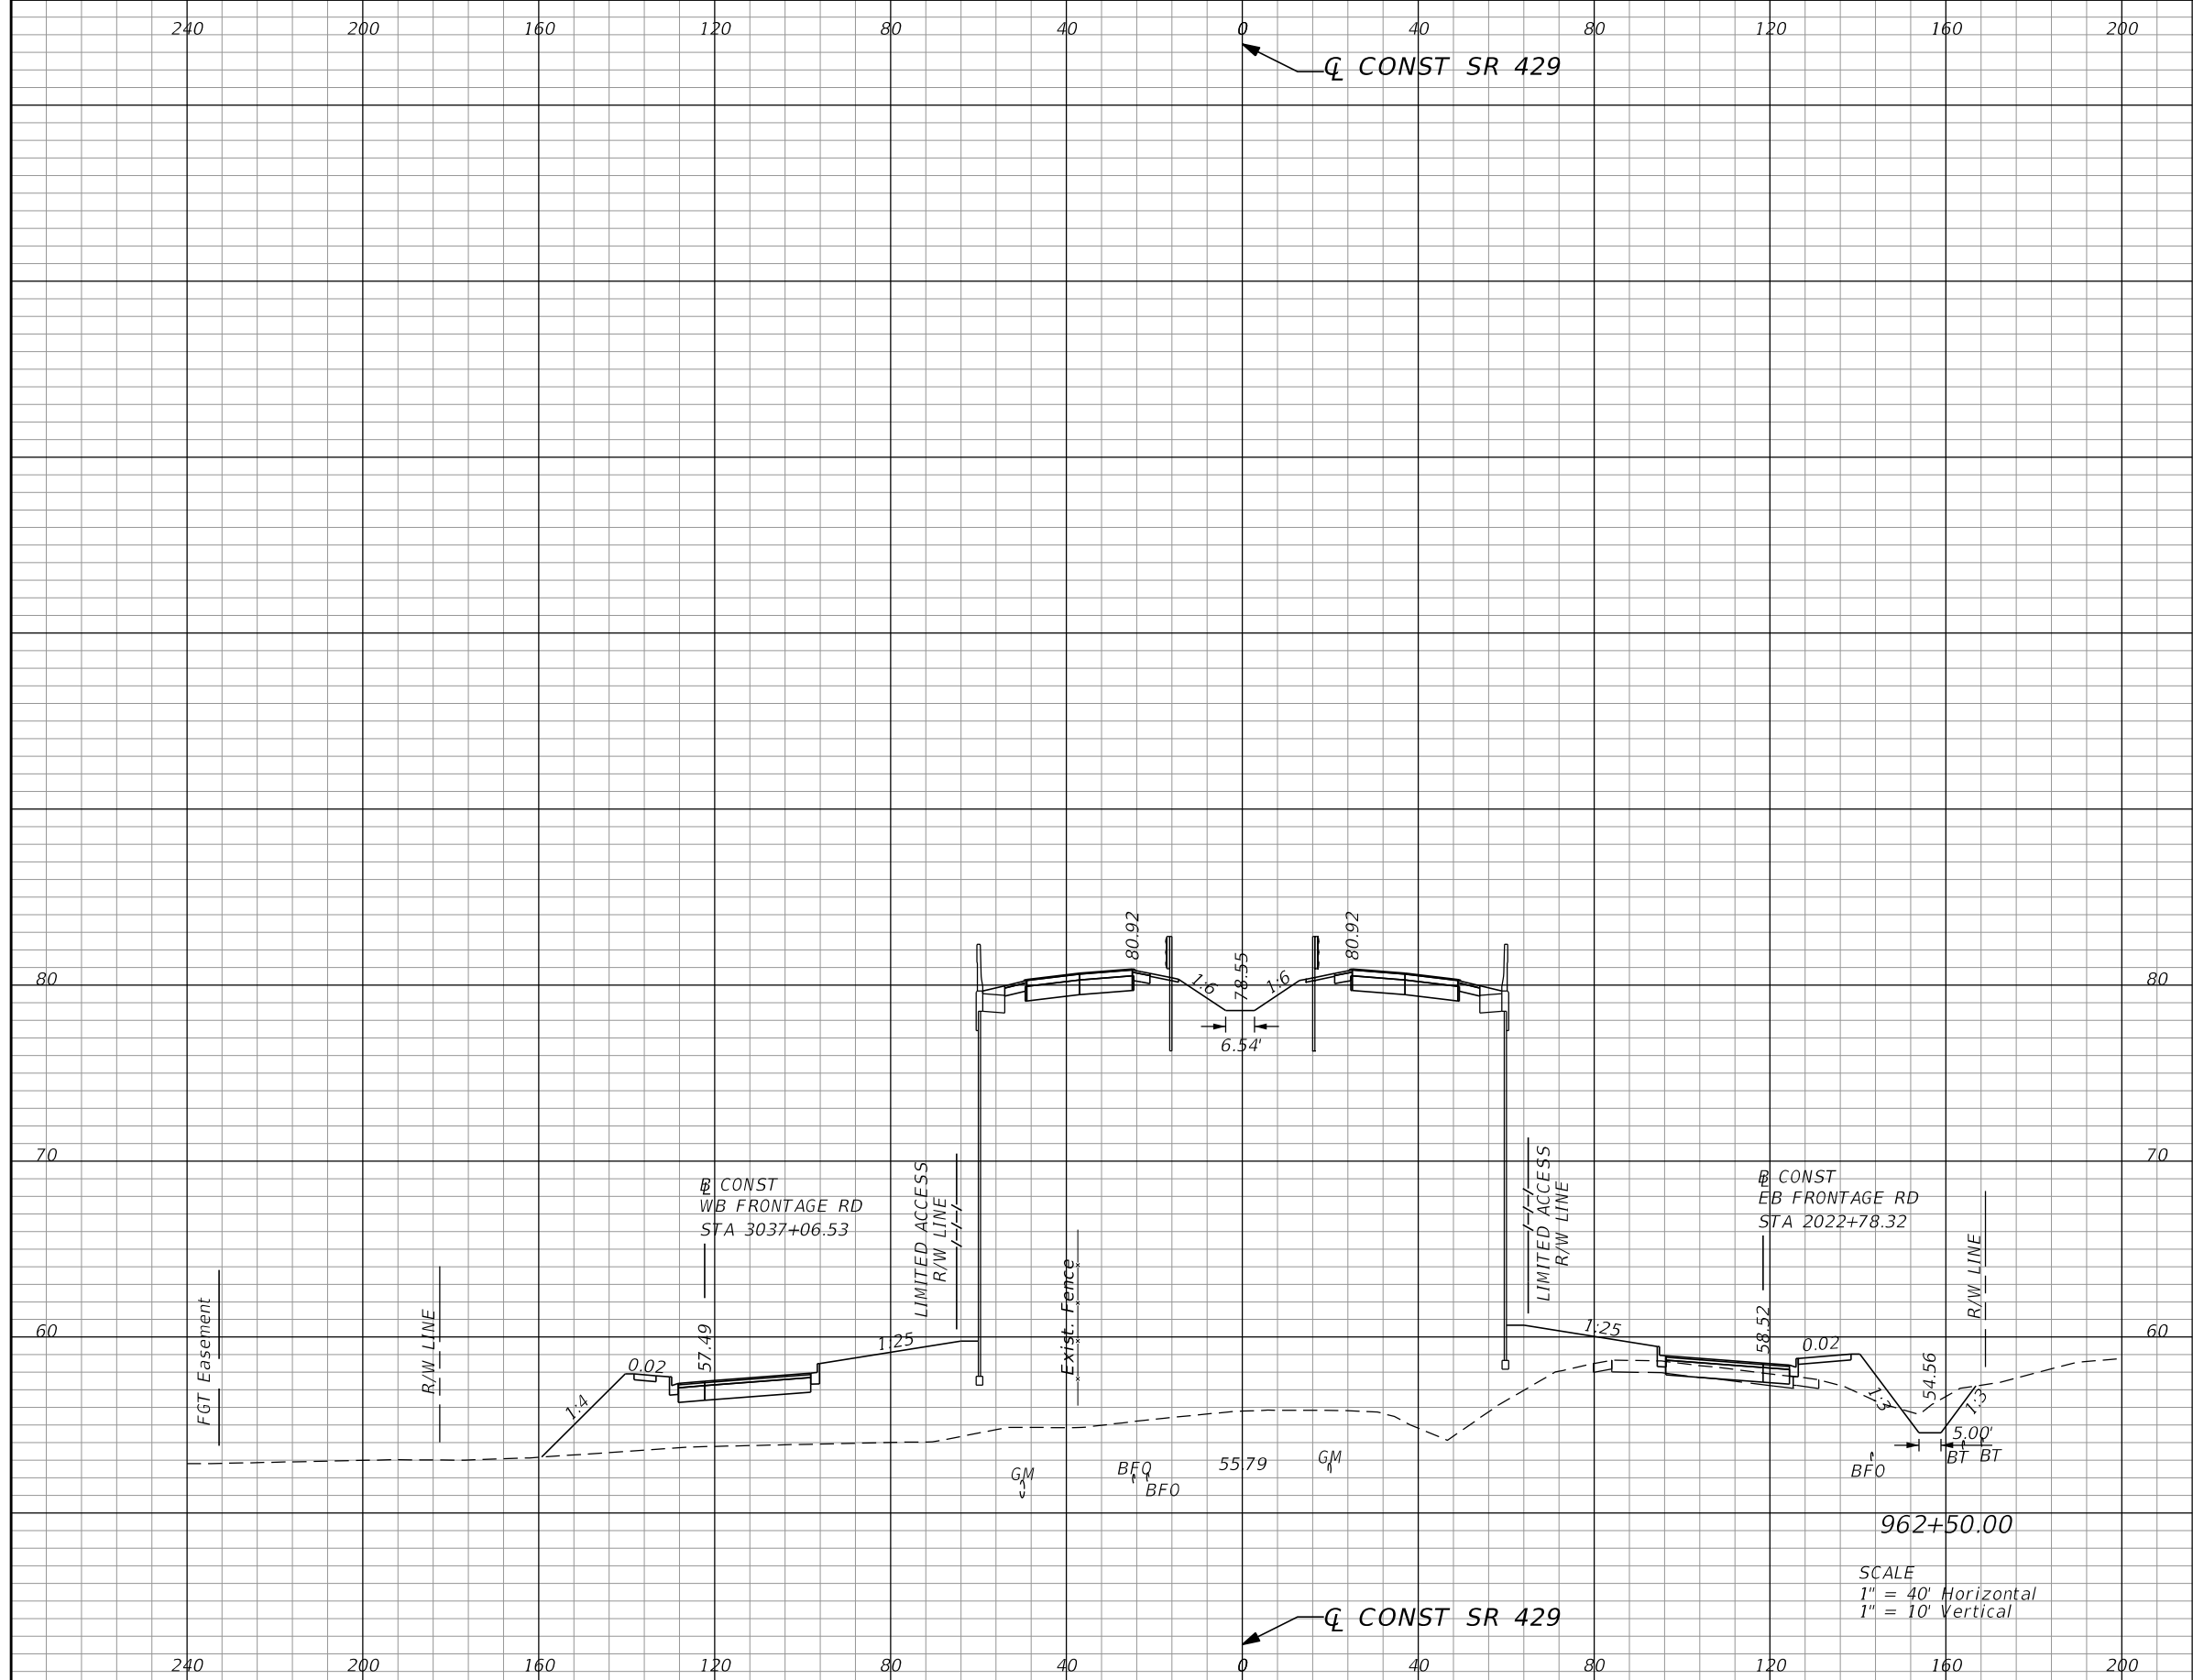 240 200 160 120 80 40 0 40 80 120 160 200
℄ CONST SR 429
80.92
78.55
80.92
80
1:6
1:6
80
6.54'
70
70
℄ CONST
WB FRONTAGE RD
STA 3037+06.53
LIMITED ACCESS
R/W LINE
LIMITED ACCESS
R/W LINE
BL CONST
EB FRONTAGE RD
STA 2022+78.32
R/W LINE
60
60
FGT Easement
R/W LINE
1:4
0.02
57.49
1:25
Exist. Fence
1:25
58.52
0.02
1:3
54.56
1:3
5.00'
GM
BFO
BFO
55.79
GM
BFO
BT
BT
962+50.00
SCALE
1" = 40' Horizontal
1" = 10' Vertical
℄ CONST SR 429
240 200 160 120 80 40 0 40 80 120 160 200